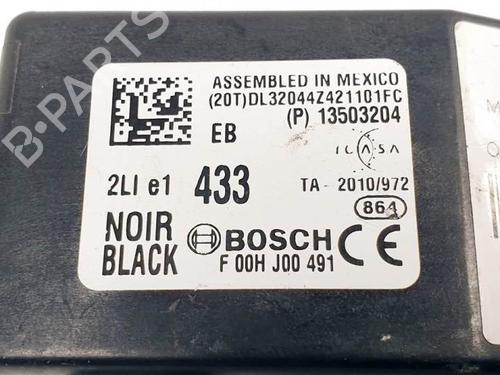 ASSEMBLED IN MEXICO
(20T)DL32044Z421101FC
EB (P) 13503204
ICASA
2LI e1 433 TA - 2010/972
864
NOIR
BLACK
BOSCH CE
F 00H J00 491